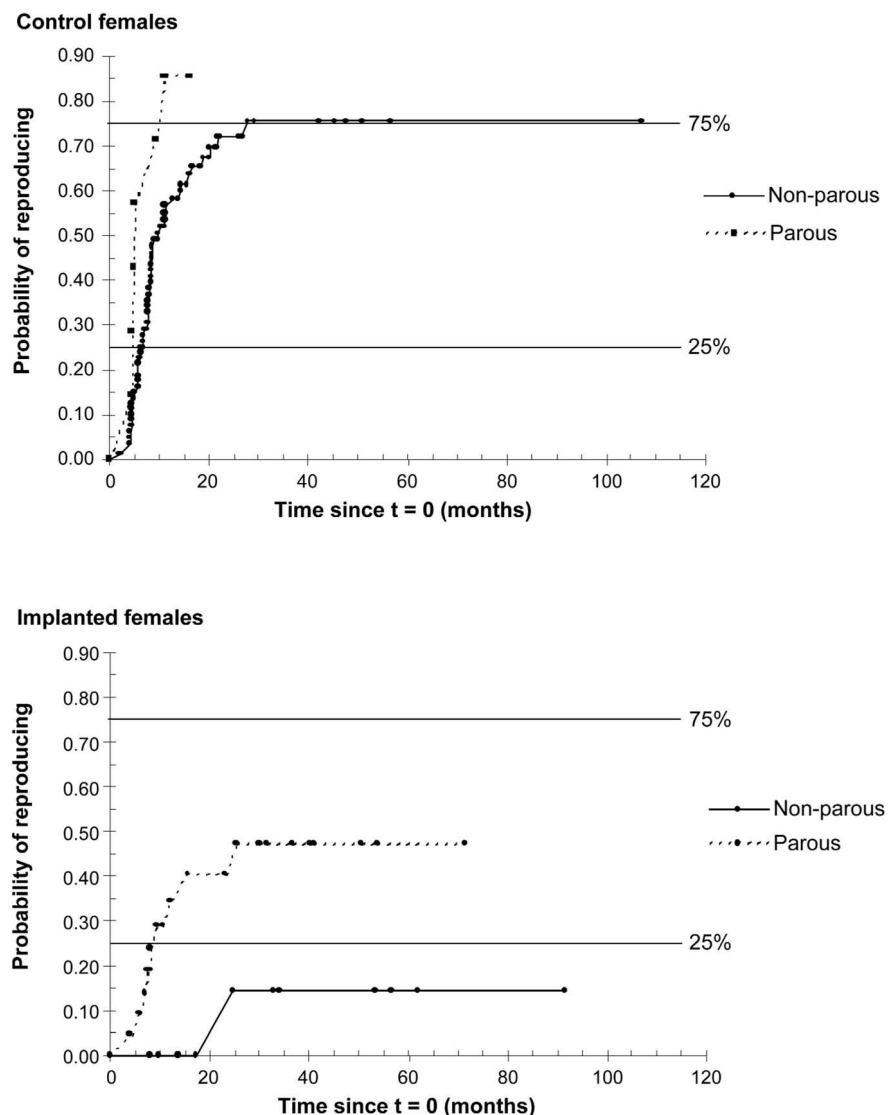 Control females
0.90
0.80
0.70
0.60
0.50
0.40
0.30
0.20
0.10
0.00
Probability of reproducing
75%
25%
Non-parous
Parous
0 20 40 60 80 100 120
Time since t = 0 (months)
Implanted females
0.90
0.80
0.70
0.60
0.50
0.40
0.30
0.20
0.10
0.00
Probability of reproducing
75%
25%
Non-parous
Parous
0 20 40 60 80 100 120
Time since t = 0 (months)